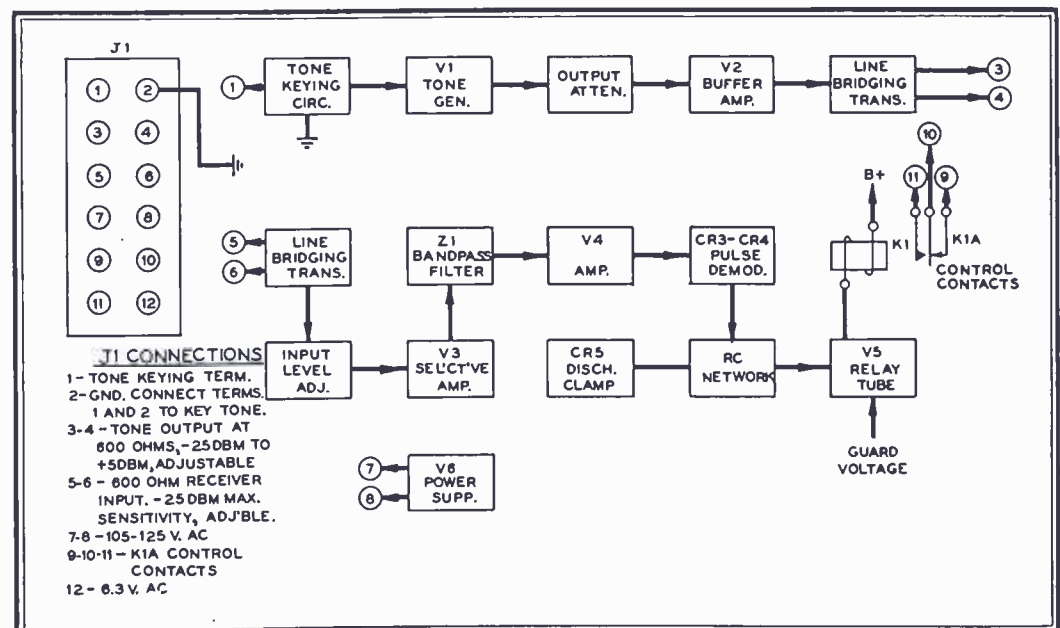 J1
1 2
3 4
5 6
7 8
9 10
11 12
1
TONE
KEYING
CIRC.
V1
TONE
GEN.
OUTPUT
ATTEN.
V2
BUFFER
AMP.
LINE
BRIDGING
TRANS.
3
4
5
6
LINE
BRIDGING
TRANS.
Z1
BANDPASS
FILTER
V4
AMP.
CR3-CR4
PULSE
DEMOD.
B+
10
11 9
K1 K1A
CONTROL
CONTACTS
INPUT
LEVEL
ADJ.
V3
SEL'CT'VE
AMP.
CR5
DISCH.
CLAMP
RC
NETWORK
V5
RELAY
TUBE
GUARD
VOLTAGE
7
8
V6
POWER
SUPP.
J1 CONNECTIONS
1-TONE KEYING TERM.
2-GND. CONNECT TERMS.
1 AND 2 TO KEY TONE.
3-4-TONE OUTPUT AT
600 OHMS,-25DBM TO
+5DBM, ADJUSTABLE
5-6-600 OHM RECEIVER
INPUT.-25DBM MAX.
SENSITIVITY, ADJ'BLE.
7-8-105-125 V. AC
9-10-11-K1A CONTROL
CONTACTS
12-6.3 V. AC